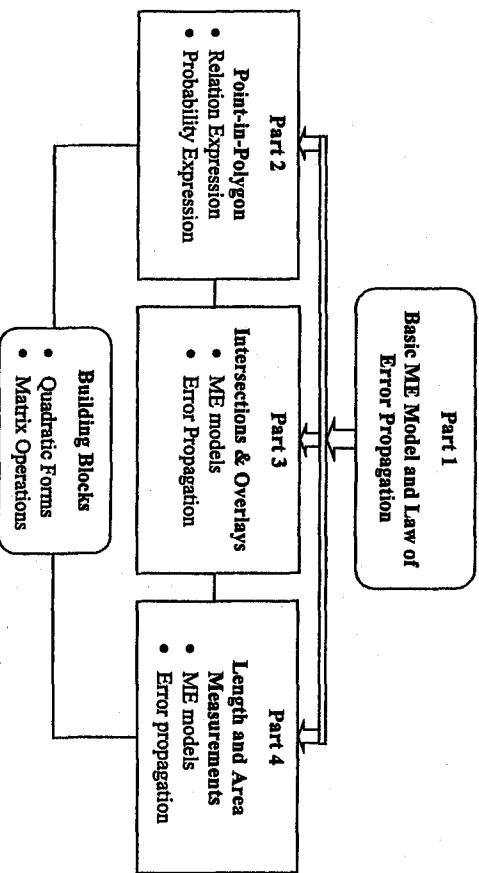 Part 1
Basic ME Model and Law of
Error Propagation
Part 2
Point-in-Polygon
• Relation Expression
• Probability Expression
Part 3
Intersections & Overlays
• ME models
• Error Propagation
Part 4
Length and Area
Measurements
• ME models
• Error propagation
Building Blocks
• Quadratic Forms
• Matrix Operations